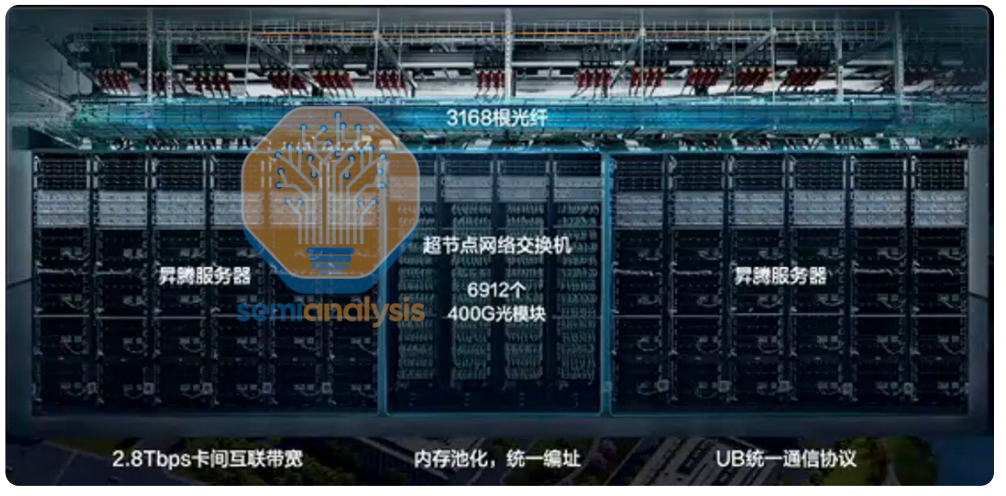 3168根光纤
超节点网络交换机
昇腾服务器
昇腾服务器
6912个
400G光模块
semianalysis
2.8Tbps卡间互联带宽
内存池化，统一编址
UB统一通信协议